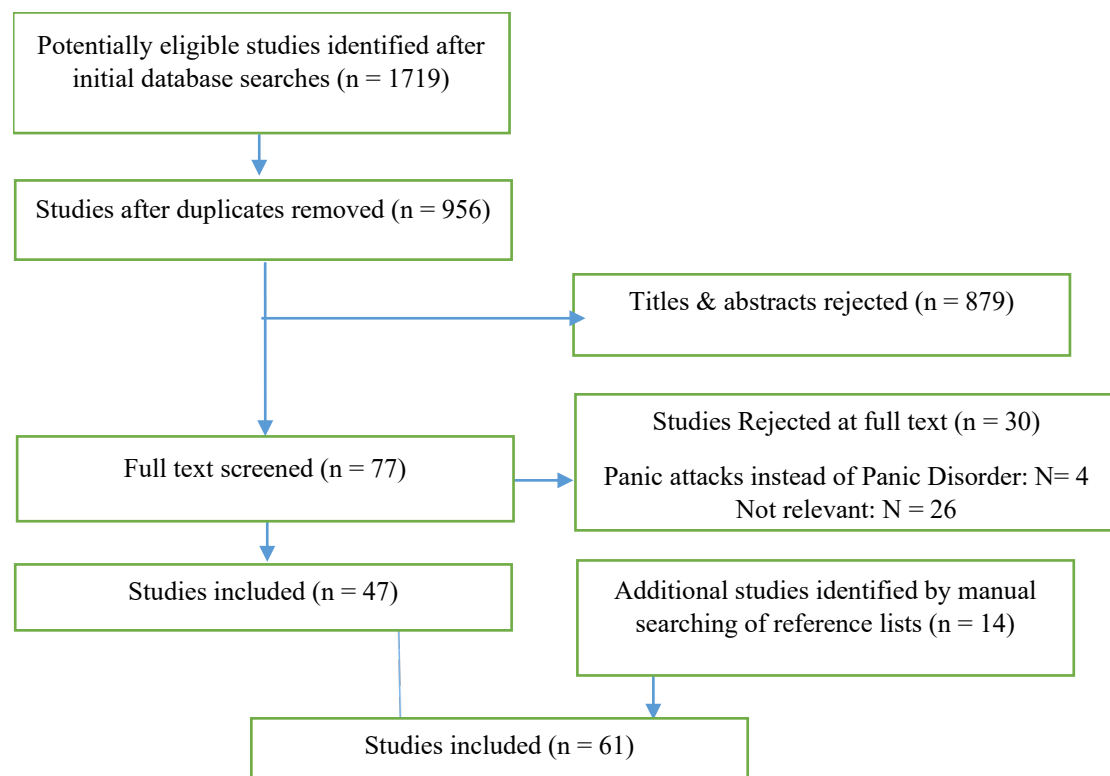 Potentially eligible studies identified after
initial database searches (n = 1719)
Studies after duplicates removed (n = 956)
Titles & abstracts rejected (n = 879)
Studies Rejected at full text (n = 30)
Panic attacks instead of Panic Disorder: N= 4
Not relevant: N = 26
Full text screened (n = 77)
Studies included (n = 47)
Additional studies identified by manual
searching of reference lists (n = 14)
Studies included (n = 61)